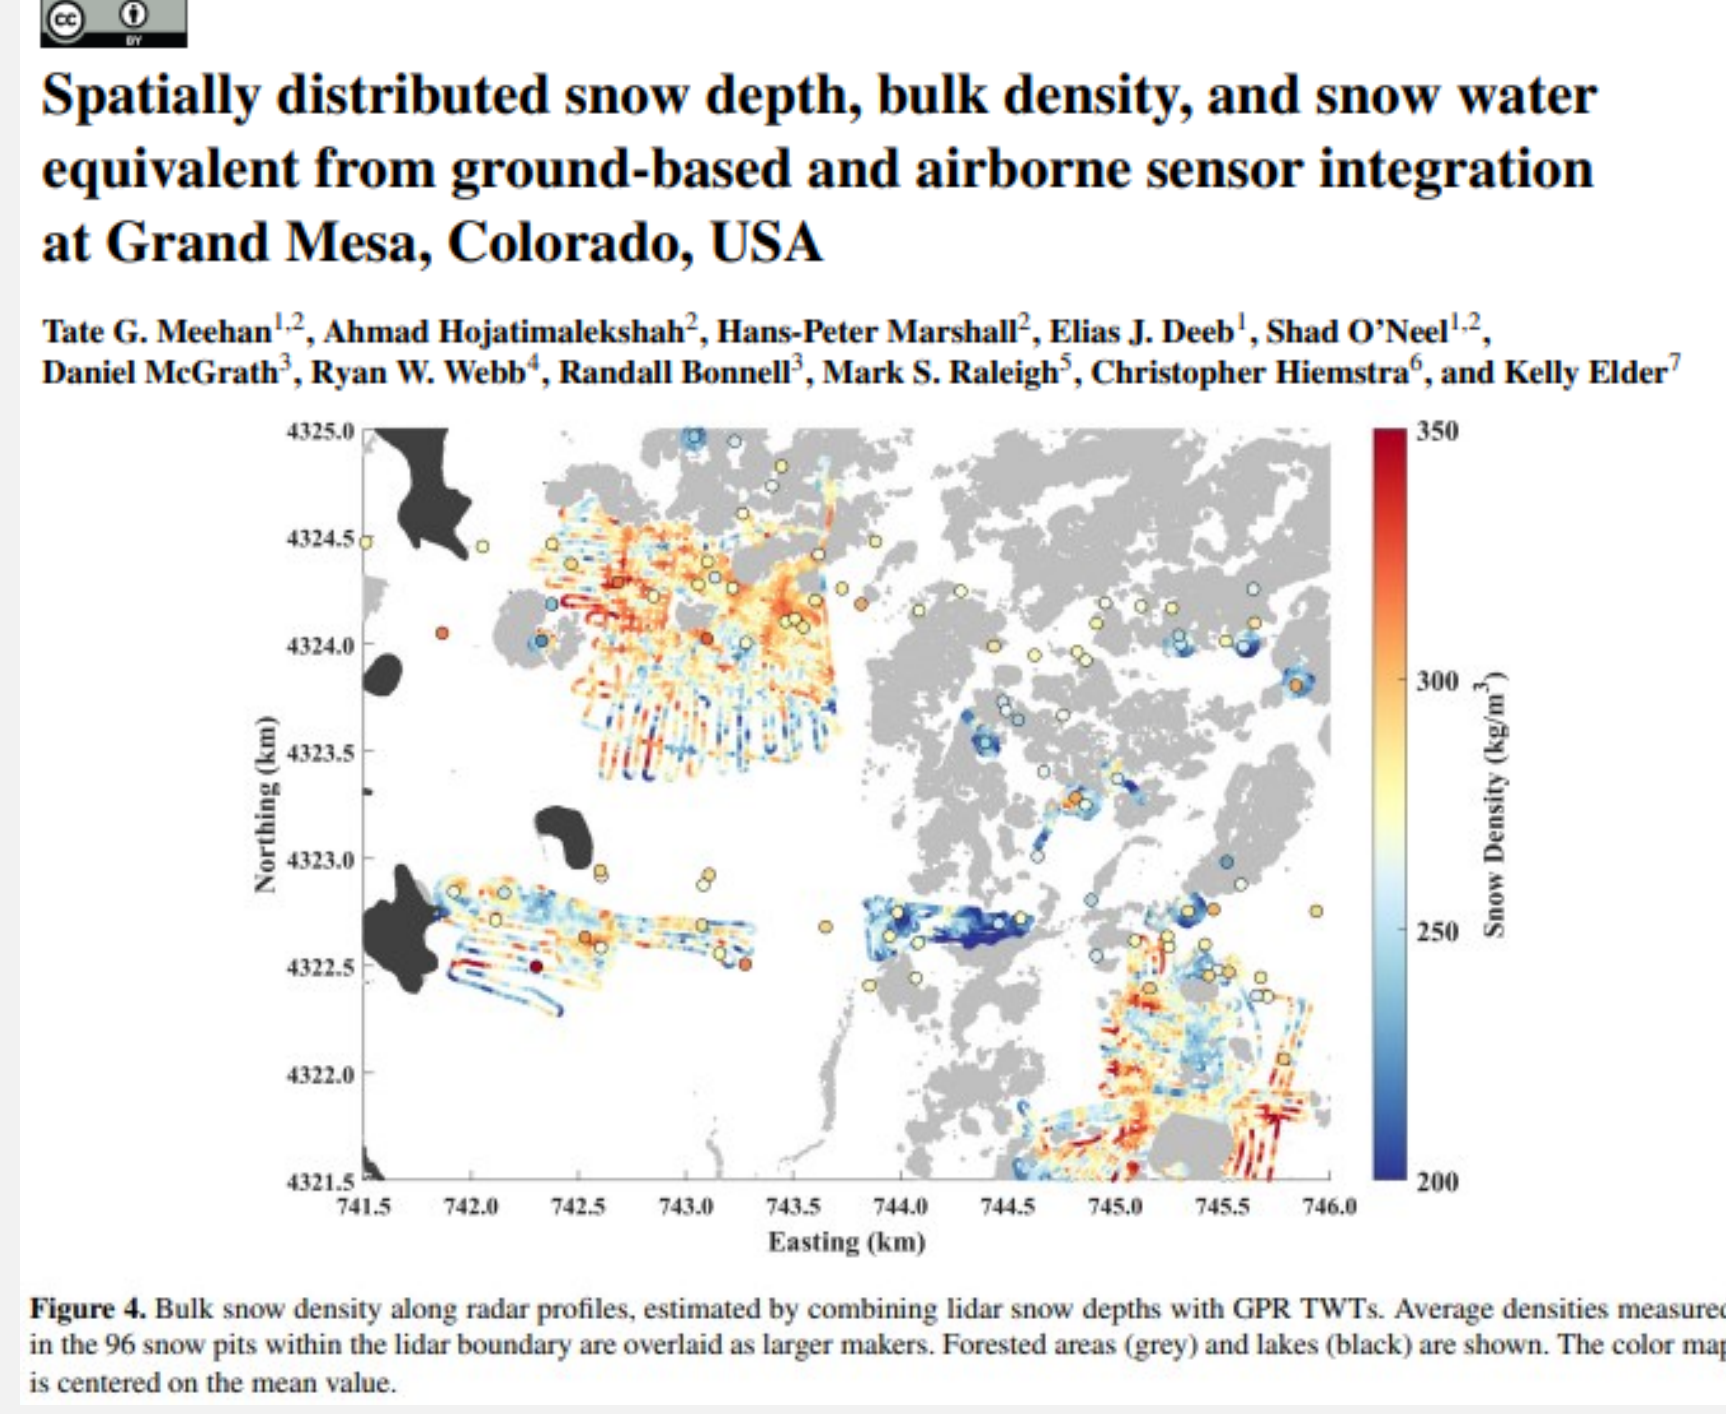 cc
BY
Spatially distributed snow depth, bulk density, and snow water
equivalent from ground-based and airborne sensor integration
at Grand Mesa, Colorado, USA
Tate G. Meehan1,2, Ahmad Hojatimalekshah2, Hans-Peter Marshall2, Elias J. Deeb1, Shad O'Neel1,2,
Daniel McGrath3, Ryan W. Webb4, Randall Bonnell3, Mark S. Raleigh5, Christopher Hiemstra6, and Kelly Elder7
4325.0
4324.5
4324.0
4323.5
4323.0
4322.5
4322.0
4321.5
Northing (km)
741.5 742.0 742.5 743.0 743.5 744.0 744.5 745.0 745.5 746.0
Easting (km)
350
300
250
200
Snow Density (kg/m3)
Figure 4. Bulk snow density along radar profiles, estimated by combining lidar snow depths with GPR TWTs. Average densities measured
in the 96 snow pits within the lidar boundary are overlaid as larger makers. Forested areas (grey) and lakes (black) are shown. The color map
is centered on the mean value.